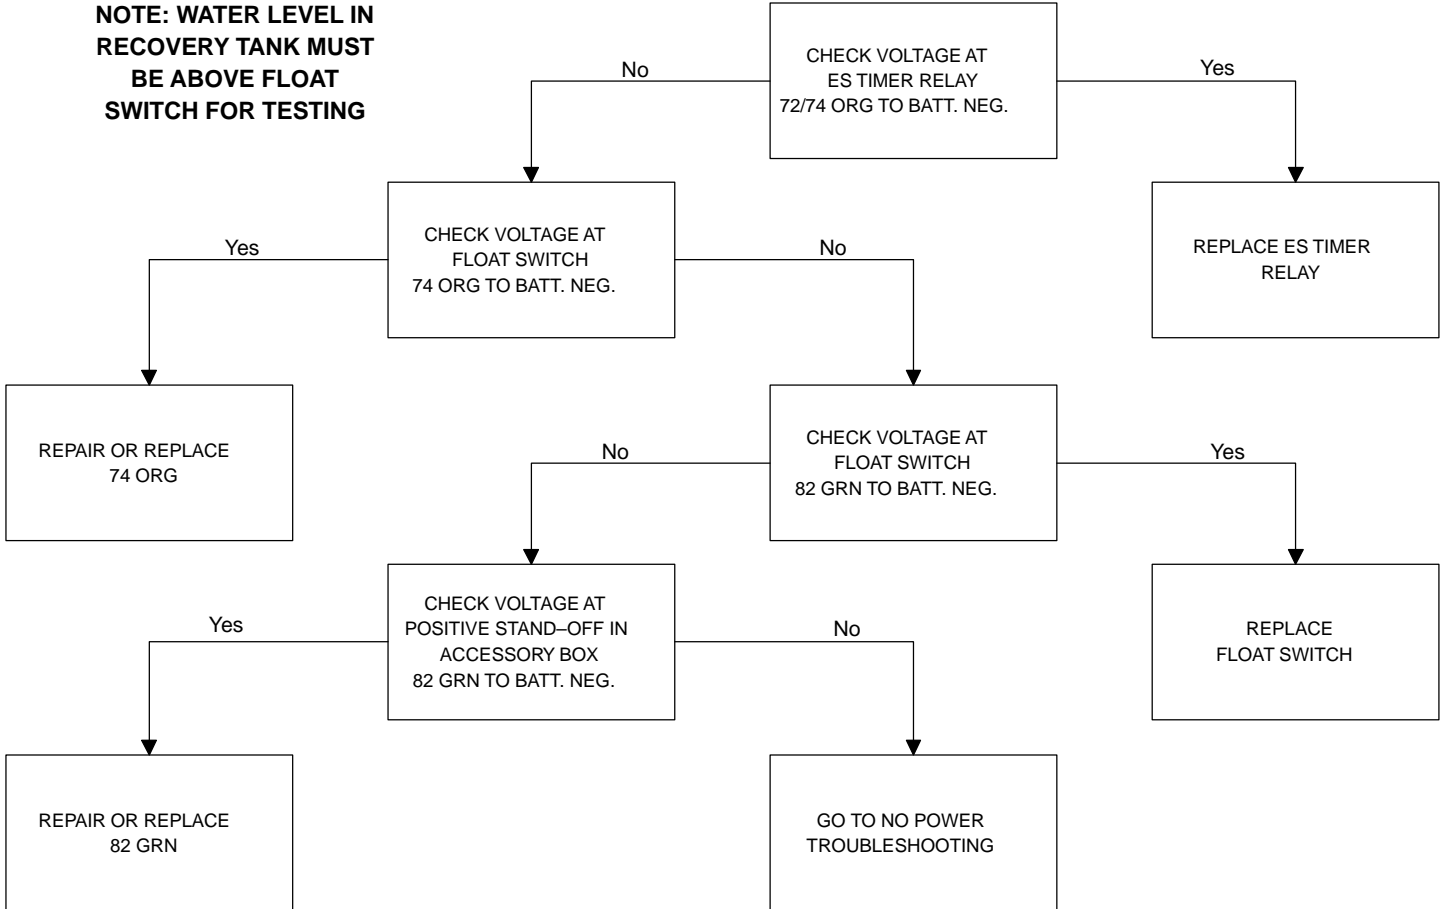 NOTE: WATER LEVEL IN
RECOVERY TANK MUST
BE ABOVE FLOAT
SWITCH FOR TESTING
CHECK VOLTAGE AT
ES TIMER RELAY
72/74 ORG TO BATT. NEG.
No
Yes
CHECK VOLTAGE AT
FLOAT SWITCH
74 ORG TO BATT. NEG.
REPLACE ES TIMER
RELAY
Yes
No
REPAIR OR REPLACE
74 ORG
CHECK VOLTAGE AT
FLOAT SWITCH
82 GRN TO BATT. NEG.
No
Yes
CHECK VOLTAGE AT
POSITIVE STAND–OFF IN
ACCESSORY BOX
82 GRN TO BATT. NEG.
REPLACE
FLOAT SWITCH
Yes
No
REPAIR OR REPLACE
82 GRN
GO TO NO POWER
TROUBLESHOOTING